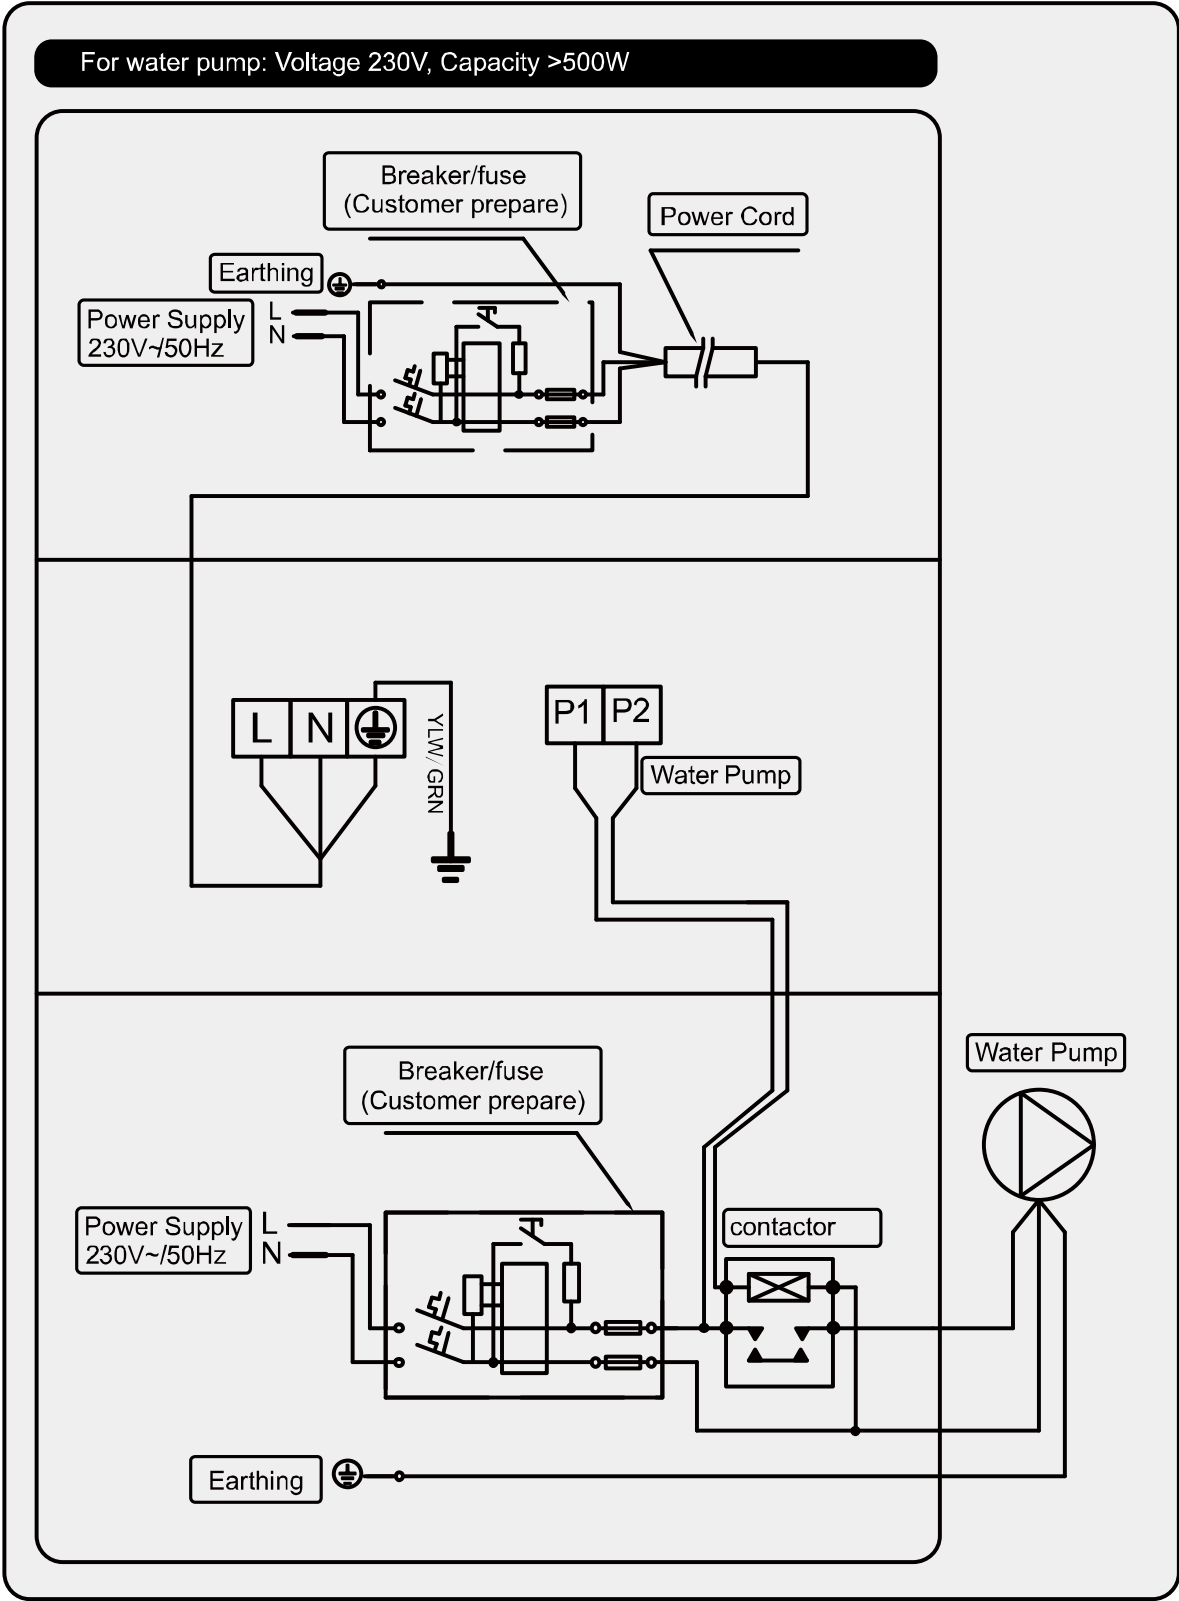 For water pump: Voltage 230V, Capacity >500W
Breaker/fuse
(Customer prepare)
Power Cord
Earthing
Power Supply
230V~/50Hz
L
N
L N
YLW/GRN
P1 P2
Water Pump
Breaker/fuse
(Customer prepare)
Water Pump
Power Supply
230V~/50Hz
L
N
contactor
Earthing